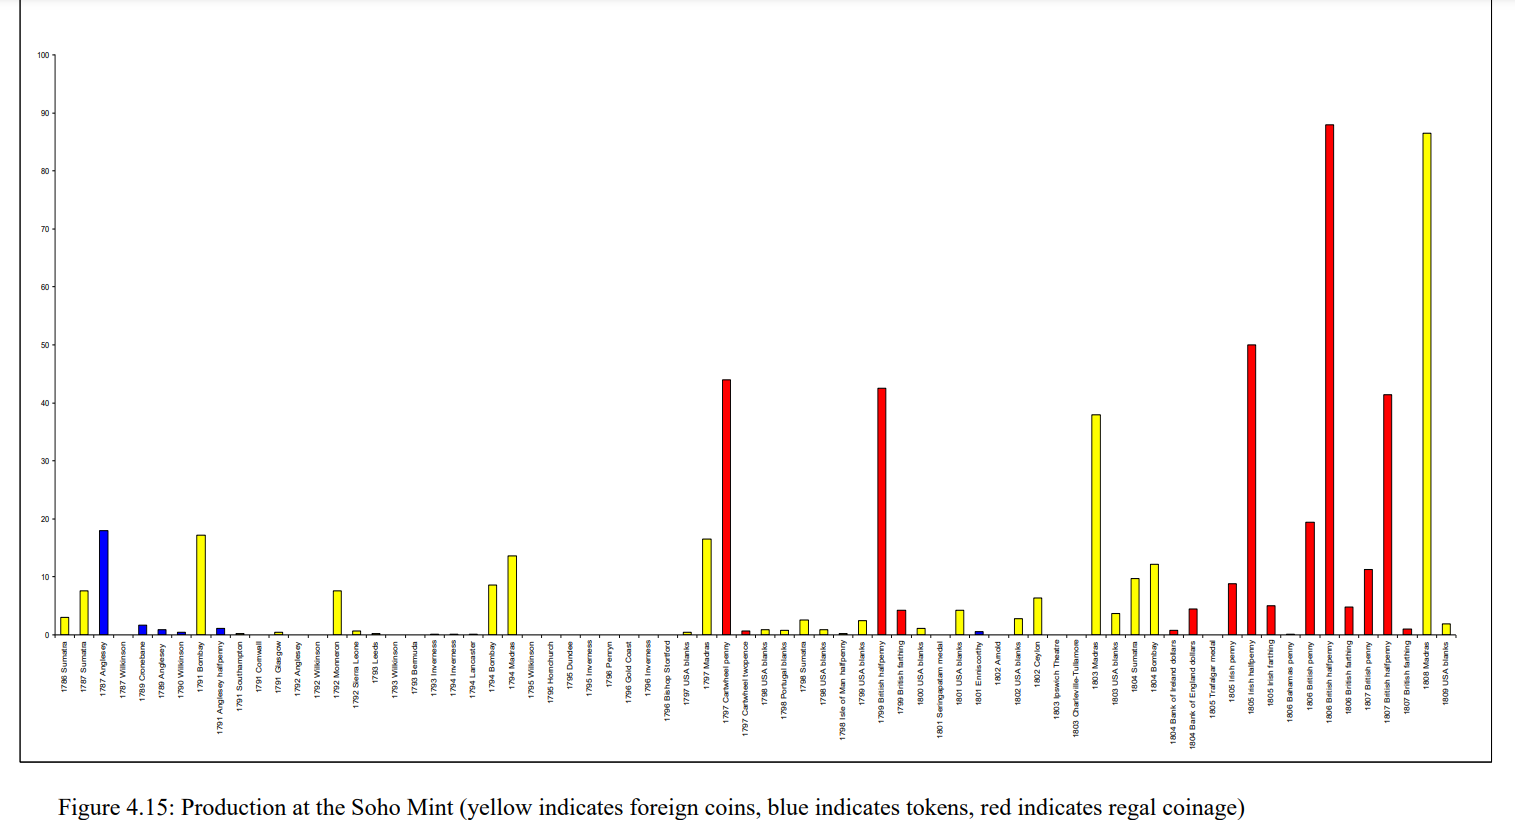 100
90
80
70
60
50
40
30
20
10
0
1786 Sumatra
1787 Sumatra
1787 Anglesey
1787 Wilkinson
1789 Cronebane
1789 Anglesey
1790 Wilkinson
1791 Bombay
1791 Anglesey halfpenny
1791 Southampton
1791 Cornwall
1791 Glasgow
1792 Anglesey
1792 Wilkinson
1792 Monneron
1792 Sierra Leone
1793 Leeds
1793 Wilkinson
1793 Bermuda
1793 Inverness
1794 Inverness
1794 Lancaster
1794 Bombay
1794 Madras
1795 Wilkinson
1795 Hornchurch
1795 Dundee
1795 Inverness
1796 Penryn
1796 Gold Coast
1796 Inverness
1796 Bishop Stortford
1797 USA blanks
1797 Madras
1797 Cartwheel penny
1797 Cartwheel twopence
1798 USA blanks
1798 Portugal blanks
1798 Sumatra
1798 USA blanks
1798 Isle of Man halfpenny
1799 USA blanks
1799 British halfpenny
1799 British farthing
1800 USA blanks
1801 Seringapatam medal
1801 USA blanks
1801 Enniscorthy
1802 Arnold
1802 USA blanks
1802 Ceylon
1803 Ipswich Theatre
1803 Charleville-Tullamore
1803 Madras
1803 USA blanks
1804 Sumatra
1804 Bombay
1804 Bank of Ireland dollars
1804 Bank of England dollars
1805 Trafalgar medal
1805 Irish penny
1805 Irish halfpenny
1805 Irish farthing
1806 Bahamas penny
1806 British penny
1806 British halfpenny
1806 British farthing
1807 British penny
1807 British halfpenny
1807 British farthing
1808 Madras
1809 USA blanks
Figure 4.15: Production at the Soho Mint (yellow indicates foreign coins, blue indicates tokens, red indicates regal coinage)